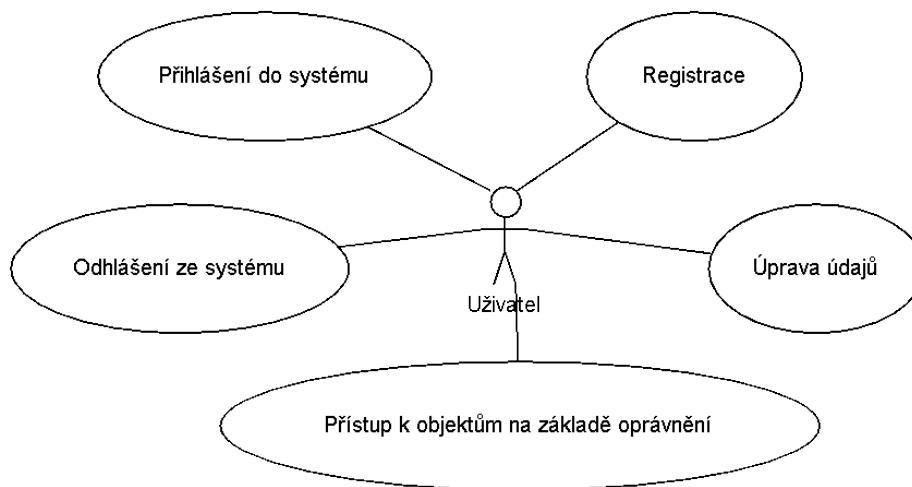 Přihlášení do systému
Registrace
Odhlášení ze systému
Úprava údajů
Uživatel
Přístup k objektům na základě oprávnění